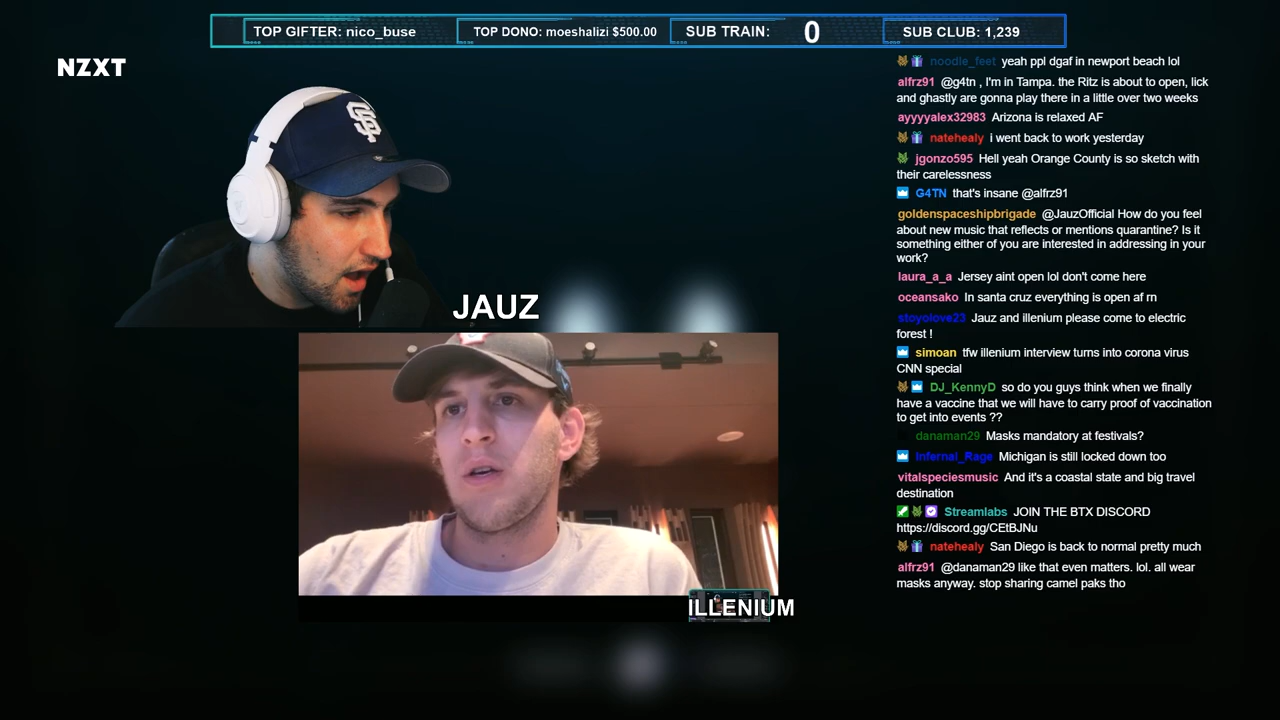 TOP GIFTER: nico_buse
TOP DONO: moeshalizi $500.00
SUB TRAIN: 0
SUB CLUB: 1,239
NZXT
SF
JAUZ
ILLENIUM
noodle_feet yeah ppl dgaf in newport beach lol
alfrz91 @g4tn , I'm in Tampa. the Ritz is about to open, lick
and ghastly are gonna play there in a little over two weeks
ayyyyalex32983 Arizona is relaxed AF
natehealy i went back to work yesterday
jgonzo595 Hell yeah Orange County is so sketch with
their carelessness
G4TN that's insane @alfrz91
goldenspaceshipbrigade @JauzOfficial How do you feel
about new music that reflects or mentions quarantine? Is it
something either of you are interested in addressing in your
work?
laura_a_a Jersey aint open lol don't come here
oceansako In santa cruz everything is open af rn
stoyolove23 Jauz and illenium please come to electric
forest !
simoan tfw illenium interview turns into corona virus
CNN special
DJ_KennyD so do you guys think when we finally
have a vaccine that we will have to carry proof of vaccination
to get into events ??
danaman29 Masks mandatory at festivals?
Infernal_Rage Michigan is still locked down too
vitalspeciesmusic And it's a coastal state and big travel
destination
Streamlabs JOIN THE BTX DISCORD
https://discord.gg/CEtBJNu
natehealy San Diego is back to normal pretty much
alfrz91 @danaman29 like that even matters. lol. all wear
masks anyway. stop sharing camel paks tho